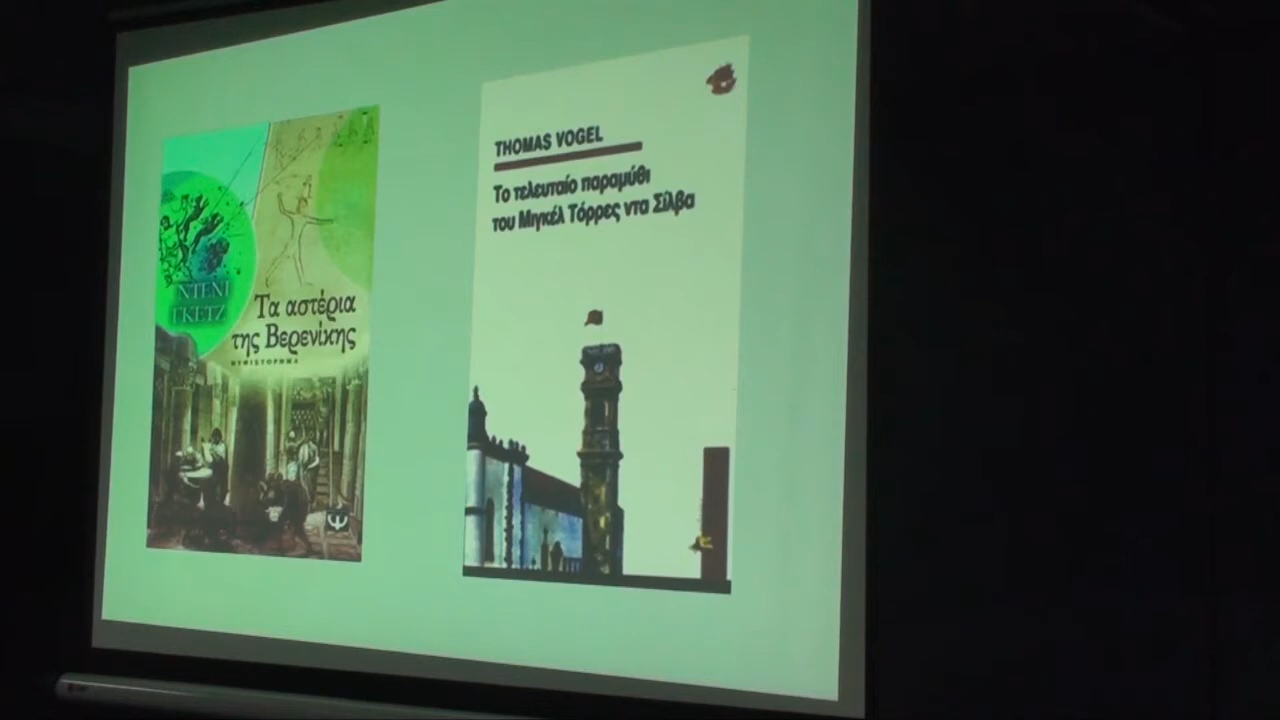 ΝΤΕΝΙ
ΓΚΕΤΖ
Τα αστέρια
της Βερενίκης
ΜΥΘΙΣΤΟΡΗΜΑ
THOMAS VOGEL
Το τελευταίο παραμύθι
του Μιγκέλ Τόρρες ντα Σίλβα